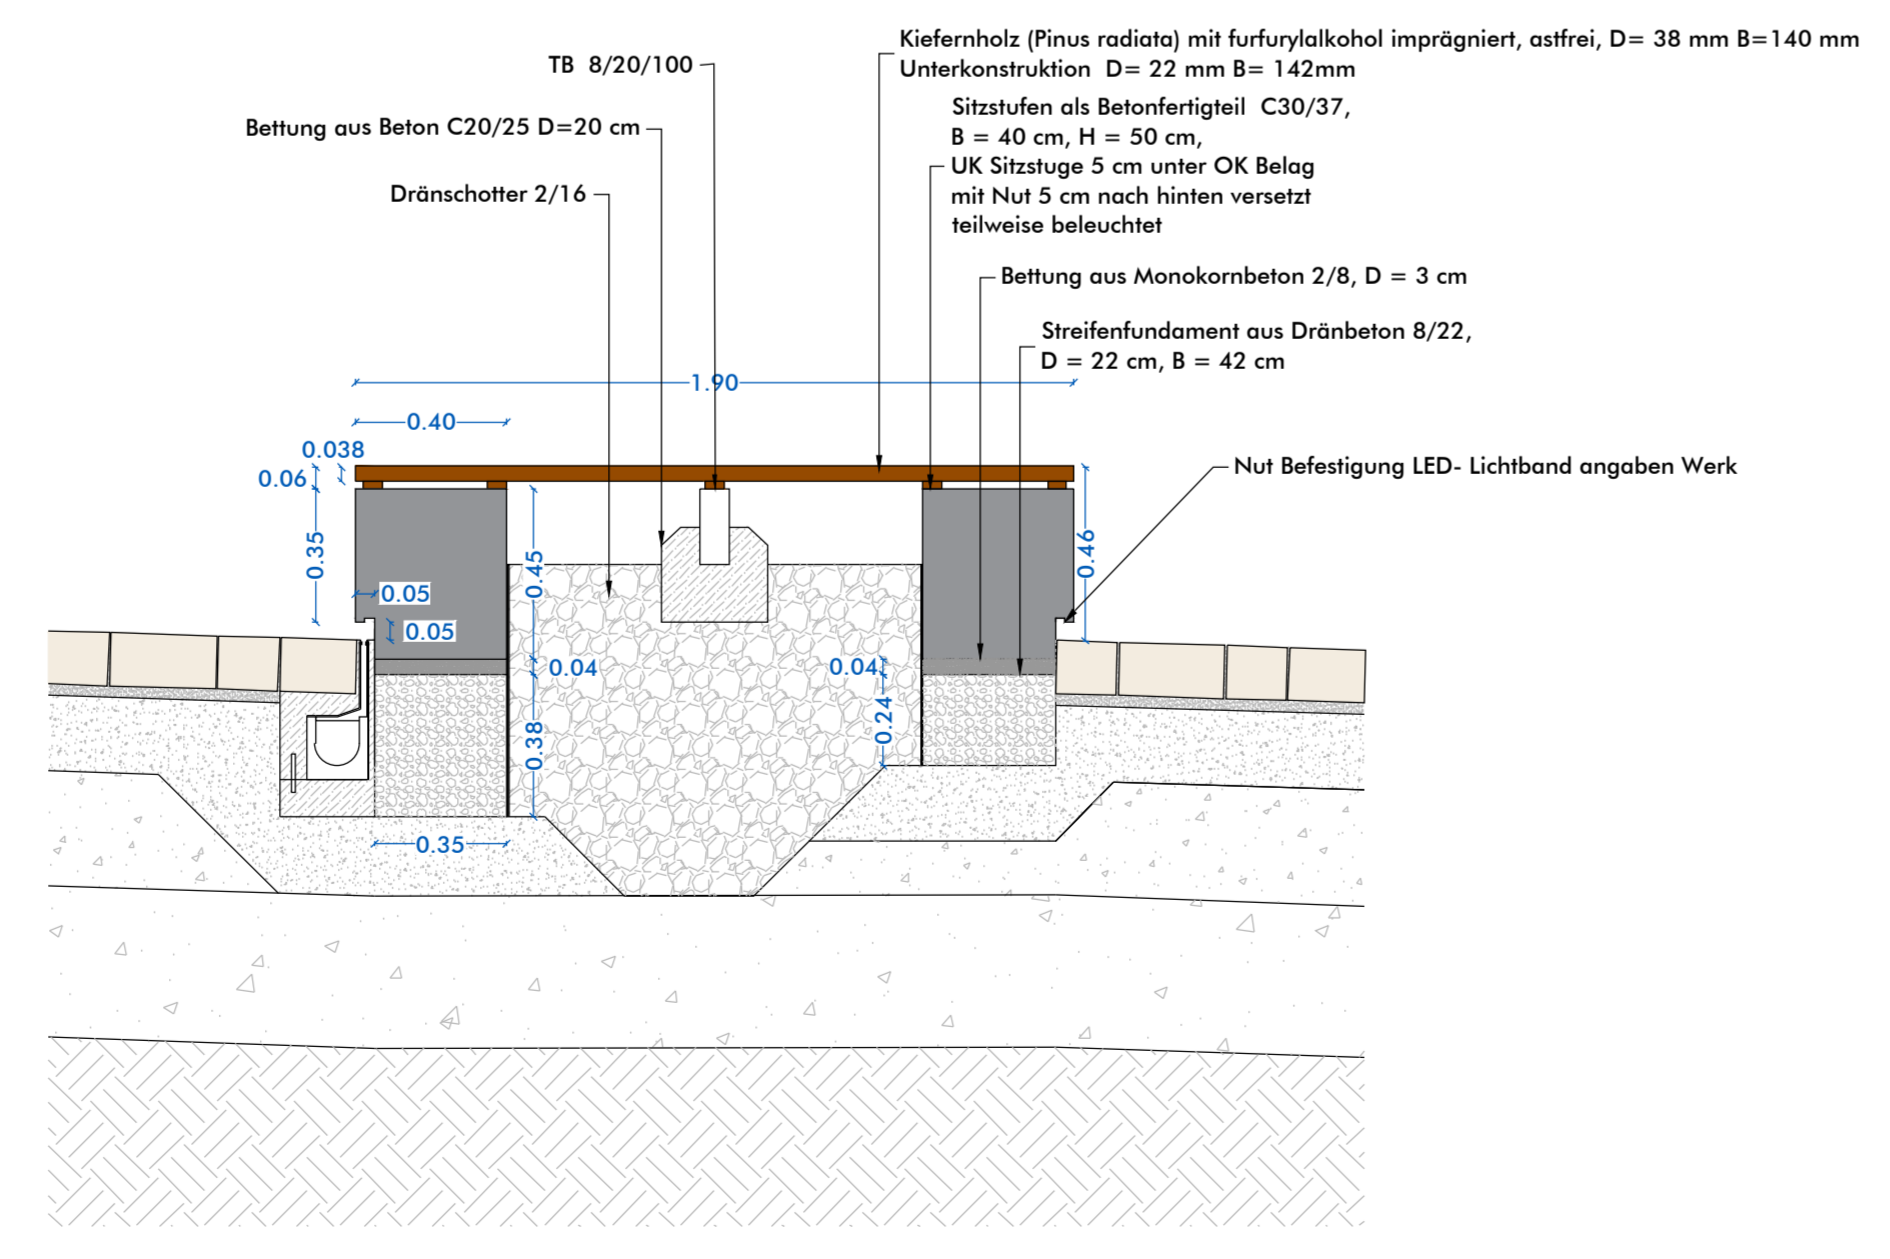 Kiefernholz (Pinus radiata) mit furfurylalkohol imprägniert, astfrei, D= 38 mm B=140 mm
Unterkonstruktion D= 22 mm B= 142mm
TB 8/20/100
Sitzstufen als Betonfertigteil C30/37,
B = 40 cm, H = 50 cm,
UK Sitzstuge 5 cm unter OK Belag
mit Nut 5 cm nach hinten versetzt
teilweise beleuchtet
Bettung aus Beton C20/25 D=20 cm
Dränschotter 2/16
Bettung aus Monokornbeton 2/8, D = 3 cm
Streifenfundament aus Dränbeton 8/22,
D = 22 cm, B = 42 cm
1.90
0.40
0.038
0.06
Nut Befestigung LED- Lichtband angaben Werk
0.35
0.45
0.46
0.05
0.05
0.04
0.04
0.24
0.38
0.35